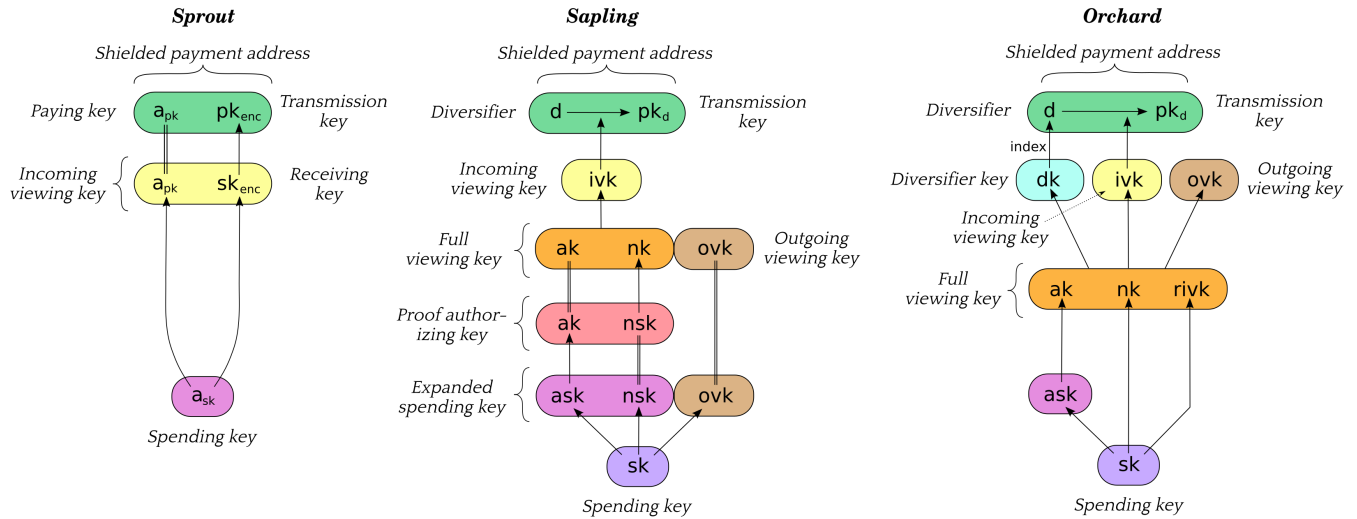 Sprout
Shielded payment address
Paying key
a_pk pk_enc
Transmission
key
Incoming
viewing key
a_pk sk_enc
Receiving
key
a_sk
Spending key
Sapling
Shielded payment address
Diversifier
d pk_d
Transmission
key
Incoming
viewing key
ivk
Full
viewing key
ak nk ovk
Outgoing
viewing key
Proof author-
izing key
ak nsk
Expanded
spending key
ask nsk ovk
sk
Spending key
Orchard
Shielded payment address
Diversifier
d pk_d
Transmission
key
index
Diversifier key
dk ivk ovk
Outgoing
viewing key
Incoming
viewing key
Full
viewing key
ak nk rivk
ask
sk
Spending key